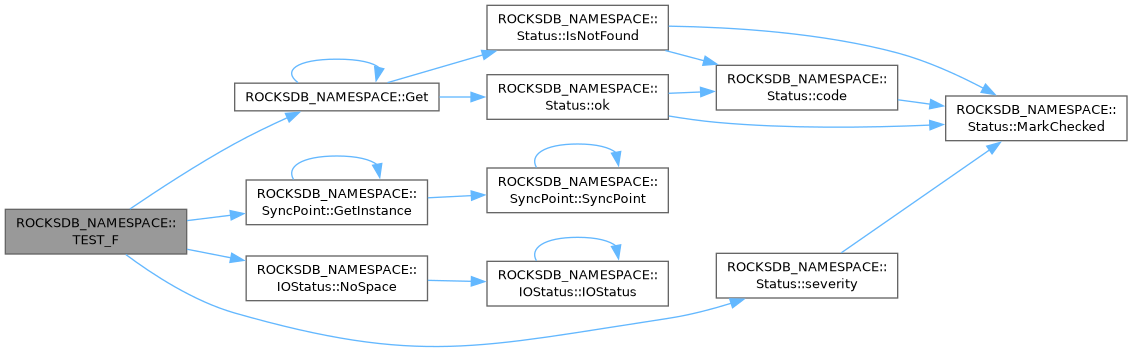 ROCKSDB_NAMESPACE::
Status::IsNotFound
ROCKSDB_NAMESPACE::Get
ROCKSDB_NAMESPACE::
Status::ok
ROCKSDB_NAMESPACE::
Status::code
ROCKSDB_NAMESPACE::
Status::MarkChecked
ROCKSDB_NAMESPACE::
SyncPoint::GetInstance
ROCKSDB_NAMESPACE::
SyncPoint::SyncPoint
ROCKSDB_NAMESPACE::
TEST_F
ROCKSDB_NAMESPACE::
IOStatus::NoSpace
ROCKSDB_NAMESPACE::
IOStatus::IOStatus
ROCKSDB_NAMESPACE::
Status::severity